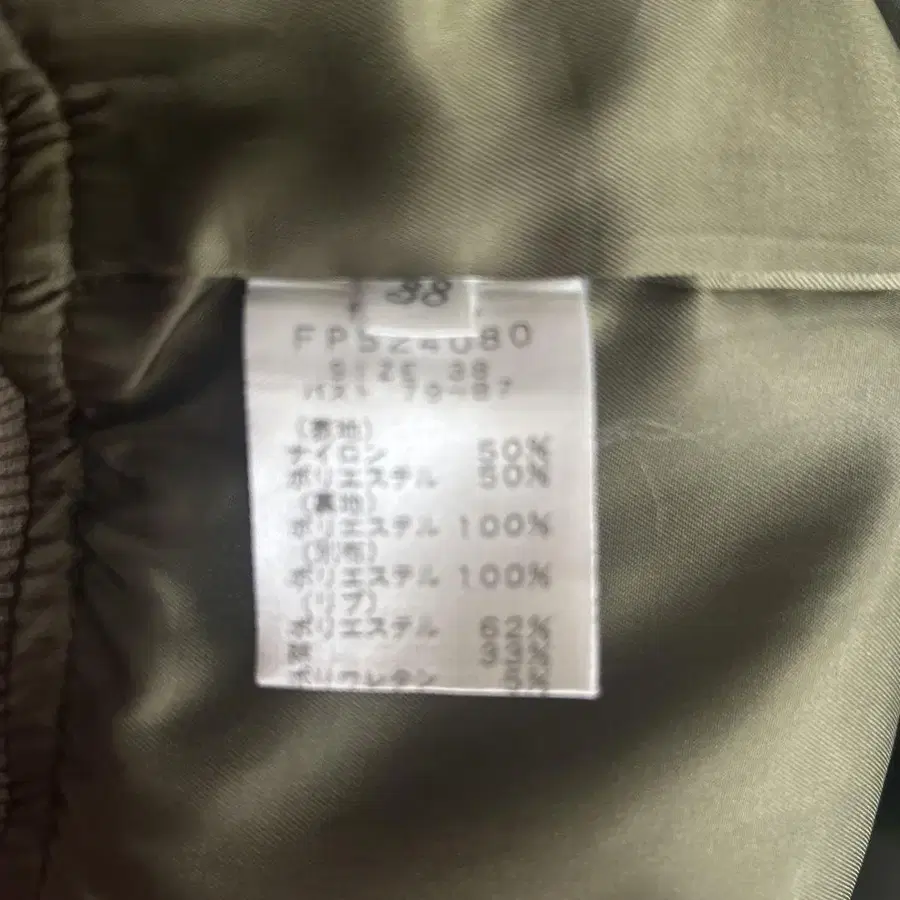 38
FP524080
SIZE 38
バスト 79-87
(表地)
ナイロン 50%
ポリエステル 50%
(裏地)
ポリエステル 100%
(別布)
ポリエステル 100%
(リブ)
ポリエステル 62%
綿 33%
ポリウレタン 5%